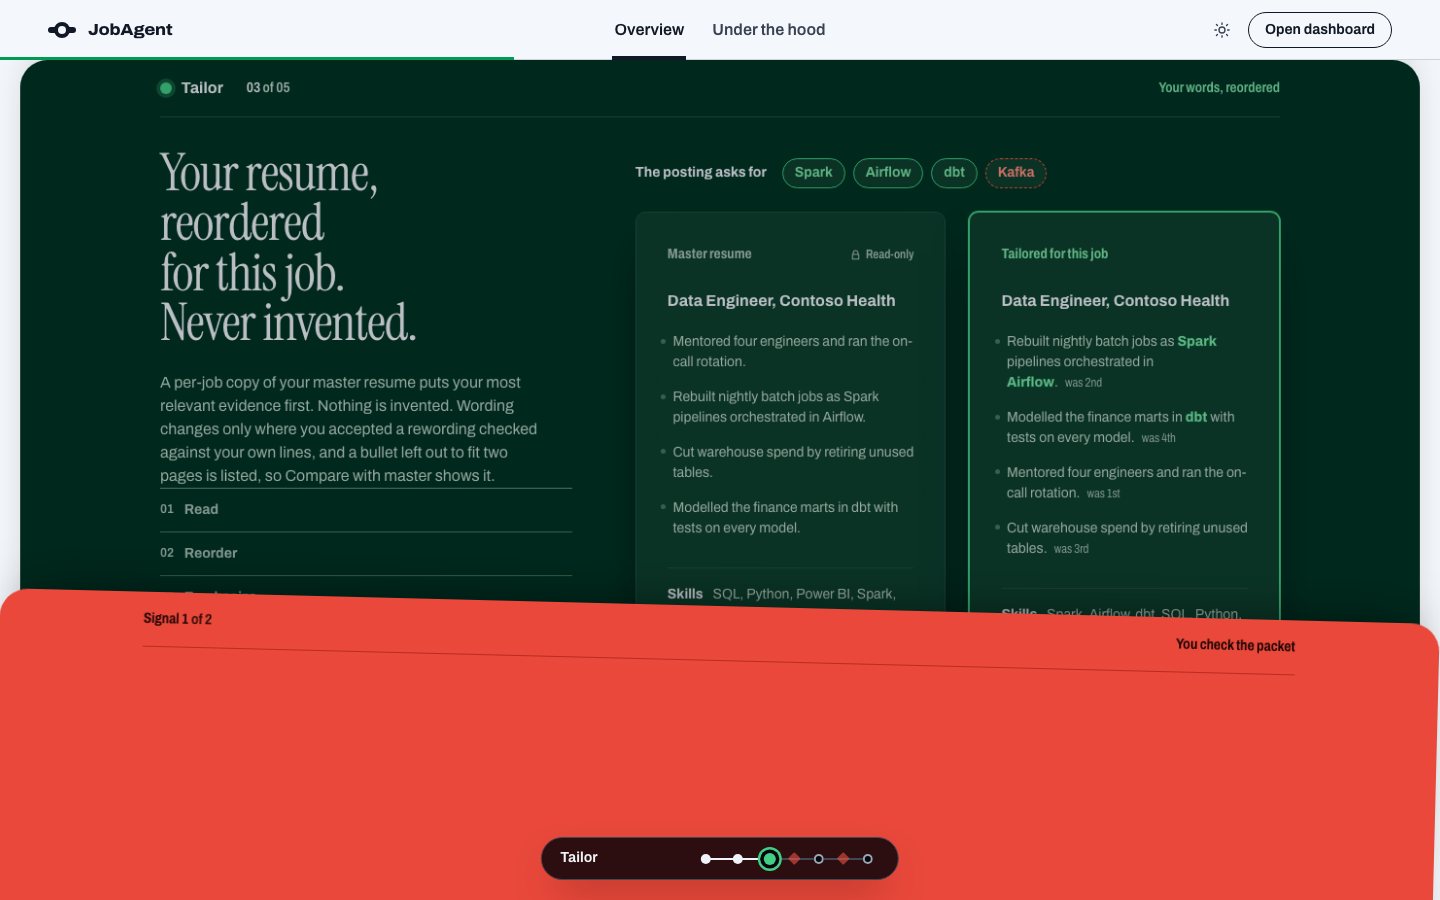 JobAgent
Overview
Under the hood
Open dashboard
Tailor
03 of 05
Your words, reordered
Your resume,
reordered
for this job.
Never invented.
A per-job copy of your master resume puts your most
relevant evidence first. Nothing is invented. Wording
changes only where you accepted a rewording checked
against your own lines, and a bullet left out to fit two
pages is listed, so Compare with master shows it.
01 Read
02 Reorder
The posting asks for
Spark
Airflow
dbt
Kafka
Master resume
Read-only
Data Engineer, Contoso Health
Mentored four engineers and ran the on-
call rotation.
Rebuilt nightly batch jobs as Spark
pipelines orchestrated in Airflow.
Cut warehouse spend by retiring unused
tables.
Modelled the finance marts in dbt with
tests on every model.
Skills SQL, Python, Power BI, Spark,
Tailored for this job
Data Engineer, Contoso Health
Rebuilt nightly batch jobs as Spark
pipelines orchestrated in
Airflow. was 2nd
Modelled the finance marts in dbt with
tests on every model. was 4th
Mentored four engineers and ran the on-
call rotation. was 1st
Cut warehouse spend by retiring unused
tables. was 3rd
Skills Spark, Airflow, dbt, SQL, Python,
Signal 1 of 2
You check the packet
Tailor